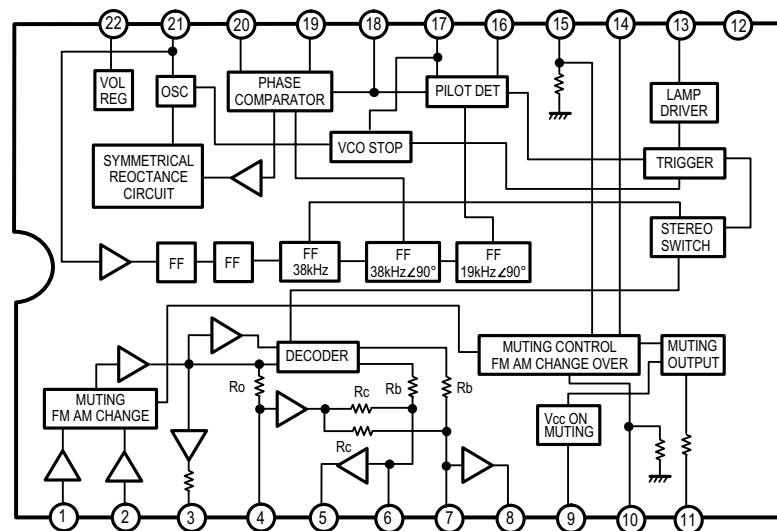 22
21
20
19
18
17
16
15
14
13
12
VOL
REG
OSC
PHASE
COMPARATOR
PILOT DET
LAMP
DRIVER
SYMMETRICAL
REOCTANCE
CIRCUIT
VCO STOP
TRIGGER
STEREO
SWITCH
FF
FF
FF
38kHz
FF
38kHz∠90°
FF
19kHz∠90°
DECODER
MUTING CONTROL
FM AM CHANGE OVER
MUTING
OUTPUT
MUTING
FM AM CHANGE
Ro
Rc
Rb
Rb
Rc
Vcc ON
MUTING
1
2
3
4
5
6
7
8
9
10
11